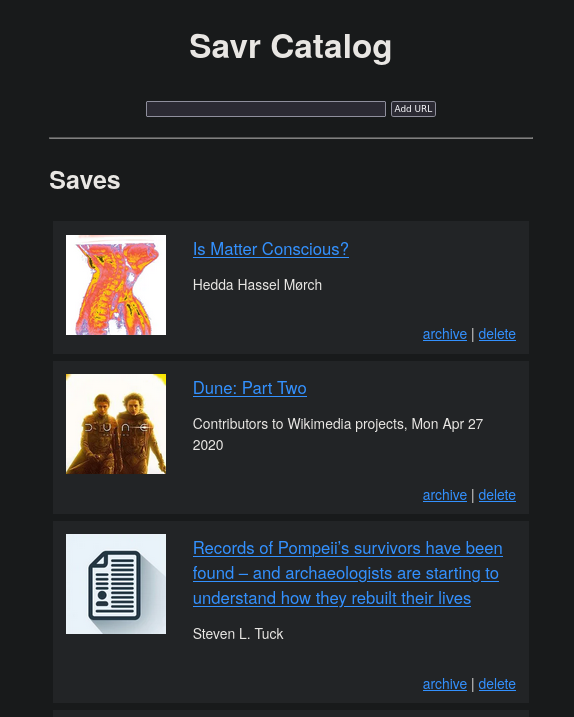 Savr Catalog
Add URL
Saves
Is Matter Conscious?
Hedda Hassel Mørch
archive | delete
Dune: Part Two
DUNE
Contributors to Wikimedia projects, Mon Apr 27
2020
archive | delete
Records of Pompeii’s survivors have been
found – and archaeologists are starting to
understand how they rebuilt their lives
Steven L. Tuck
archive | delete